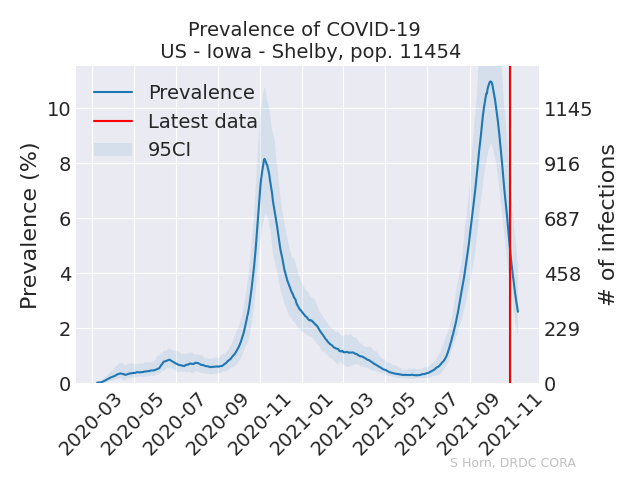 Prevalence of COVID-19
US - Iowa - Shelby, pop. 11454
Prevalence
Latest data
95CI
Prevalence (%)
10
8
6
4
2
0
1145
916
687
458
229
0
# of infections
2020-03
2020-05
2020-07
2020-09
2020-11
2021-01
2021-03
2021-05
2021-07
2021-09
2021-11
S Horn, DRDC CORA